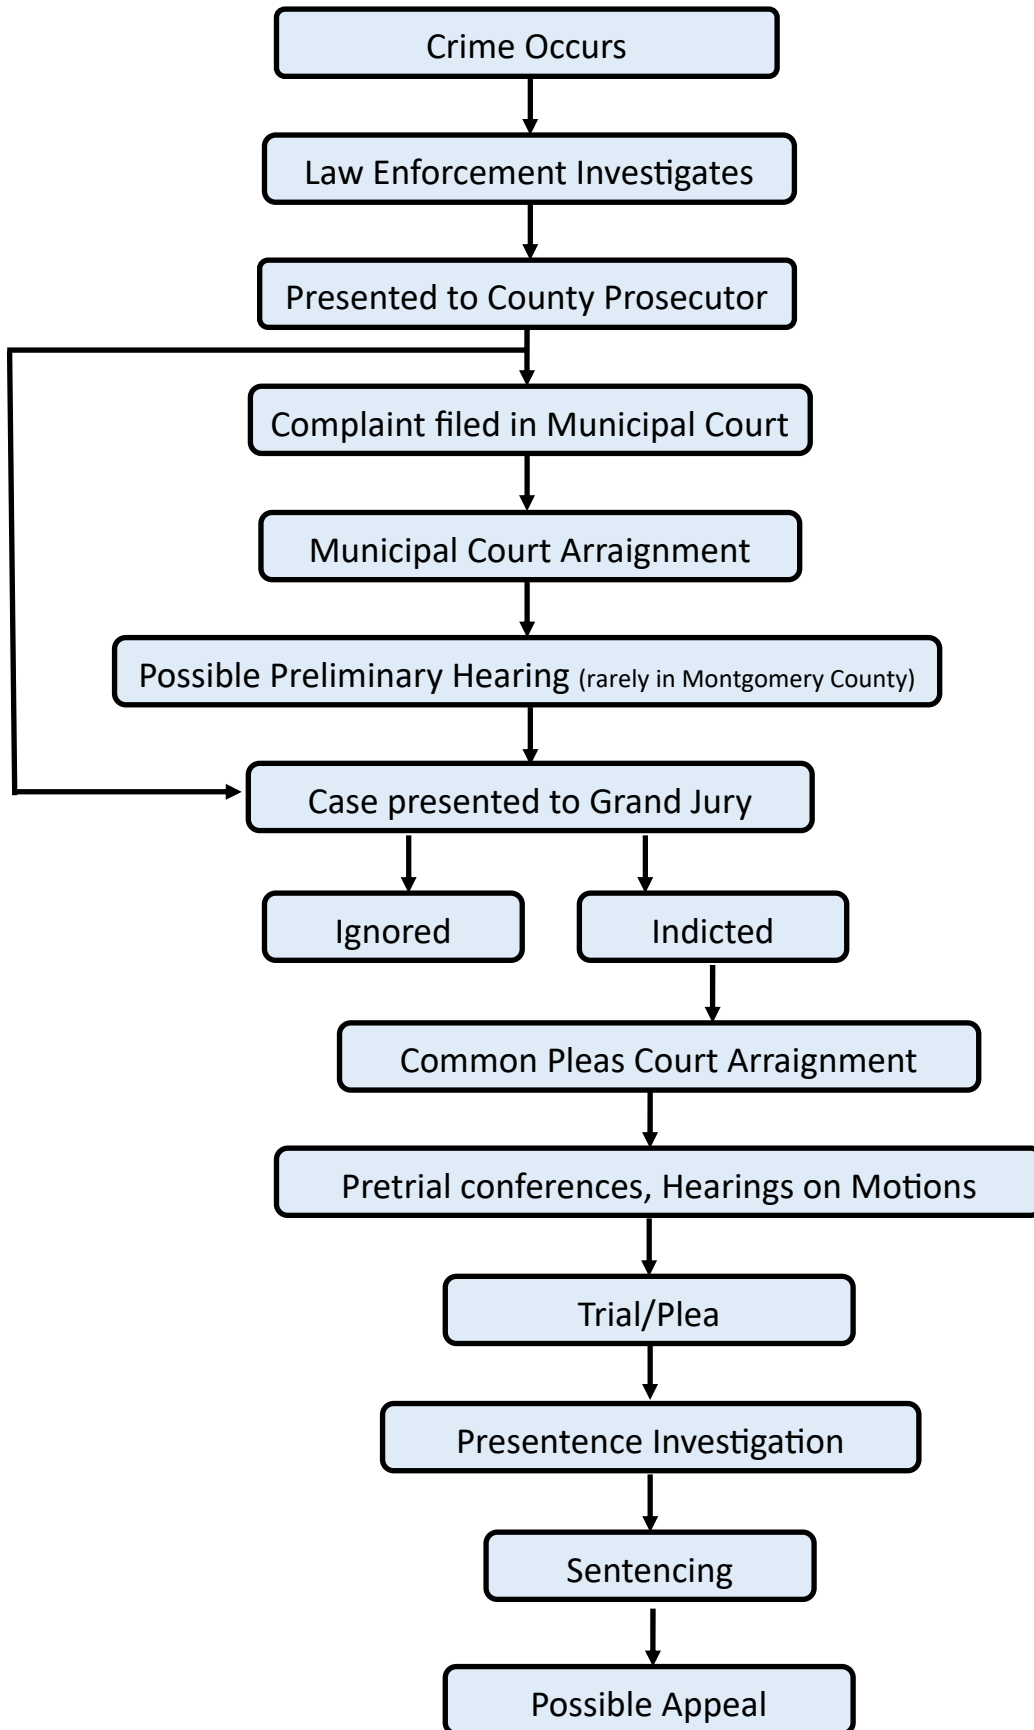 Crime Occurs
Law Enforcement Investigates
Presented to County Prosecutor
Complaint filed in Municipal Court
Municipal Court Arraignment
Possible Preliminary Hearing (rarely in Montgomery County)
Case presented to Grand Jury
Ignored
Indicted
Common Pleas Court Arraignment
Pretrial conferences, Hearings on Motions
Trial/Plea
Presentence Investigation
Sentencing
Possible Appeal